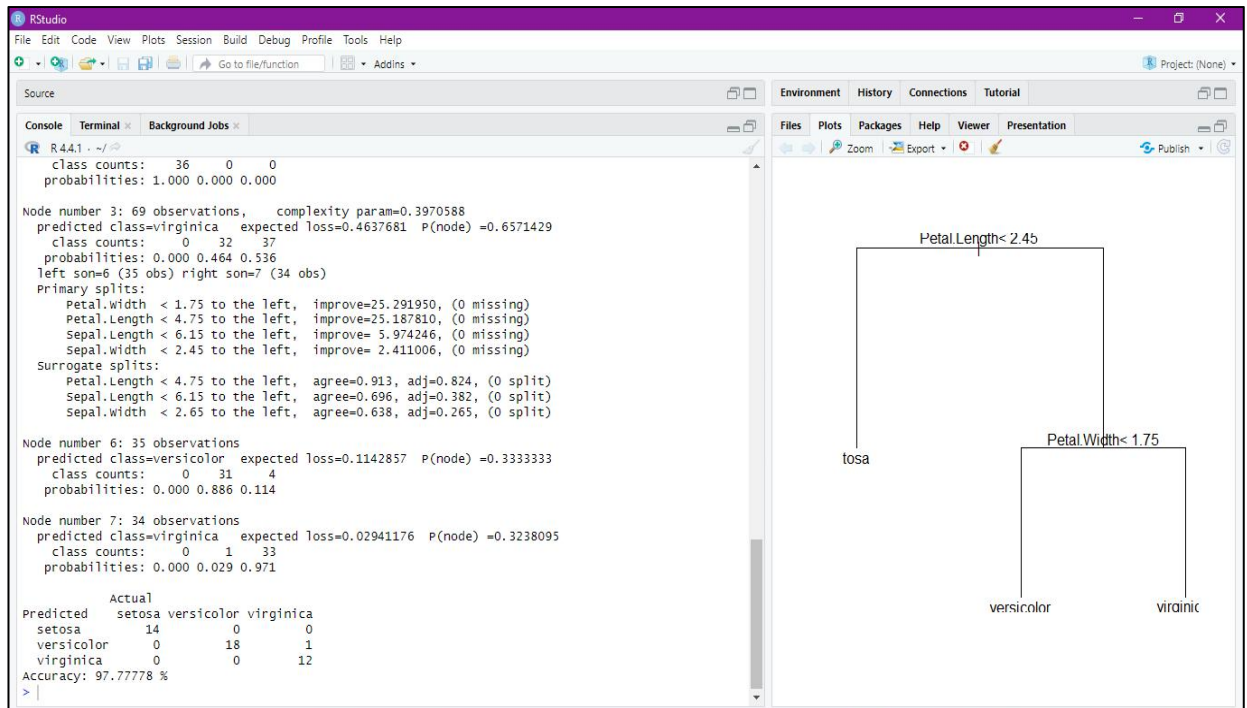 RStudio
File Edit Code View Plots Session Build Debug Profile Tools Help
Go to file/function Addins
Project: (None)
Source
Console Terminal Background Jobs
R 4.4.1 . ~/
class counts: 36 0 0
probabilities: 1.000 0.000 0.000
Node number 3: 69 observations, complexity param=0.3970588
predicted class=virginica expected loss=0.4637681 P(node) =0.6571429
class counts: 0 32 37
probabilities: 0.000 0.464 0.536
left son=6 (35 obs) right son=7 (34 obs)
Primary splits:
Petal.Width < 1.75 to the left, improve=25.291950, (0 missing)
Petal.Length < 4.75 to the left, improve=25.187810, (0 missing)
Sepal.Length < 6.15 to the left, improve= 5.974246, (0 missing)
Sepal.Width < 2.45 to the left, improve= 2.411006, (0 missing)
Surrogate splits:
Petal.Length < 4.75 to the left, agree=0.913, adj=0.824, (0 split)
Sepal.Length < 6.15 to the left, agree=0.696, adj=0.382, (0 split)
Sepal.Width < 2.65 to the left, agree=0.638, adj=0.265, (0 split)
Node number 6: 35 observations
predicted class=versicolor expected loss=0.1142857 P(node) =0.3333333
class counts: 0 31 4
probabilities: 0.000 0.886 0.114
Node number 7: 34 observations
predicted class=virginica expected loss=0.02941176 P(node) =0.3238095
class counts: 0 1 33
probabilities: 0.000 0.029 0.971
Actual
Predicted setosa versicolor virginica
setosa 14 0 0
versicolor 0 18 1
virginica 0 0 12
Accuracy: 97.77778 %
>
Environment History Connections Tutorial
Files Plots Packages Help Viewer Presentation
Zoom Export Publish
Petal.Length< 2.45
tosa
Petal.Width< 1.75
versicolor
virginic